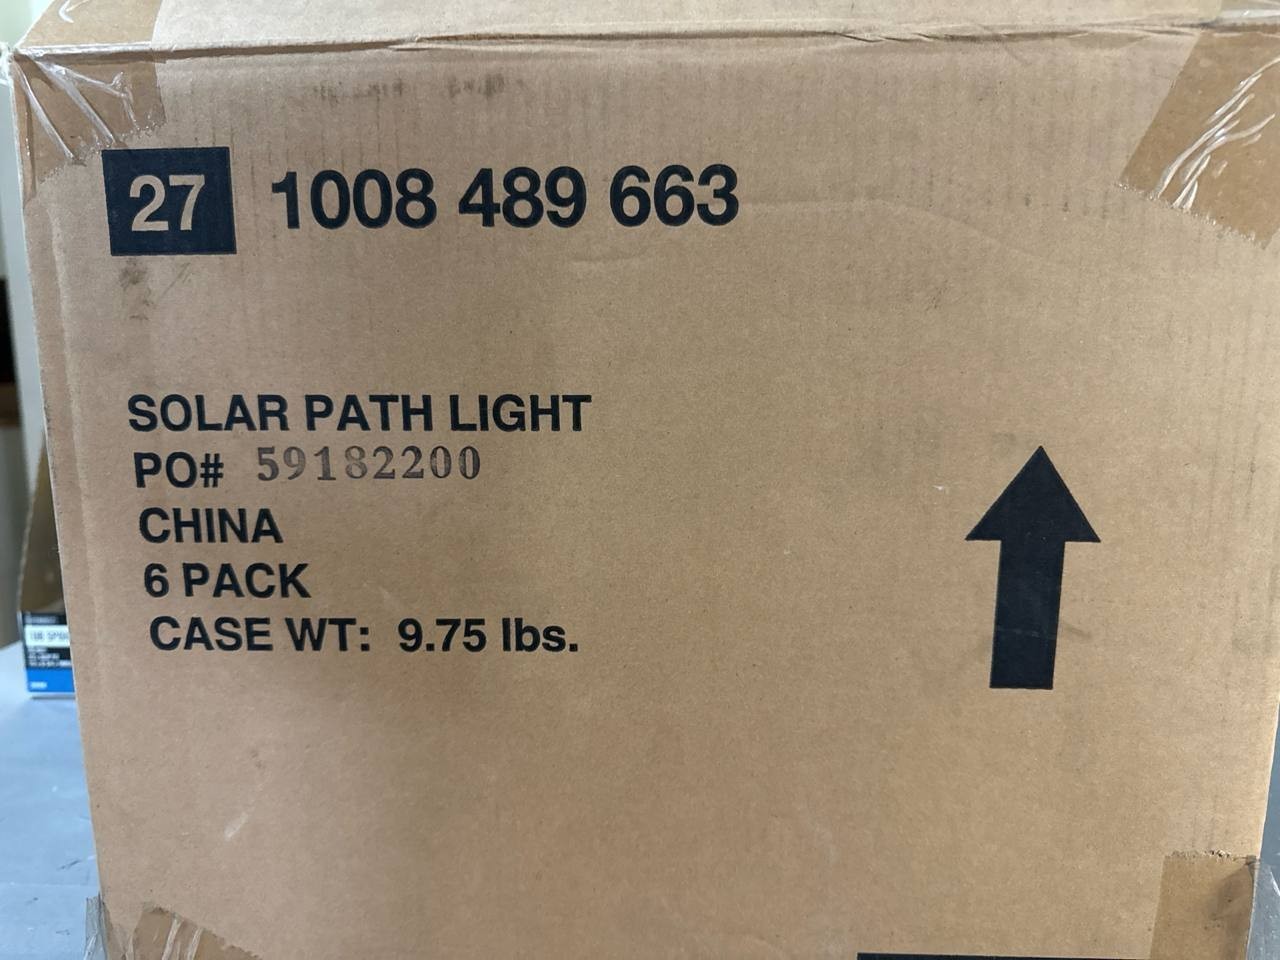 27 1008 489 663
SOLAR PATH LIGHT
PO# 59182200
CHINA
6 PACK
CASE WT: 9.75 lbs.